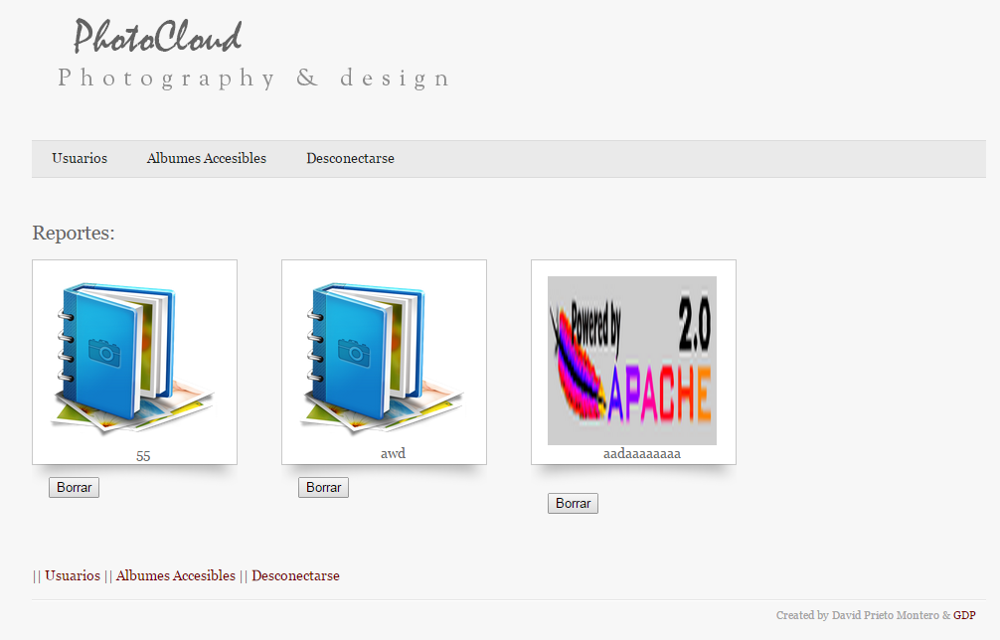 PhotoCloud
Photography & design
Usuarios Albumes Accesibles Desconectarse
Reportes:
Powered by 2.0
APACHE
55 awd aadaaaaaaaa
Borrar Borrar Borrar
|| Usuarios || Albumes Accesibles || Desconectarse
Created by David Prieto Montero & GDP